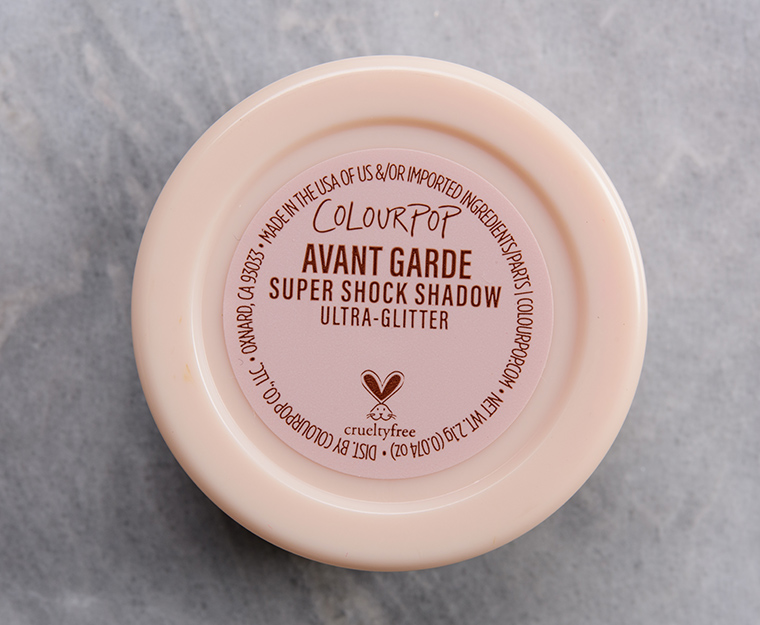 COLOURPOP
AVANT GARDE
SUPER SHOCK SHADOW
ULTRA-GLITTER
crueltyfree
DIST. BY COLOURPOP CO., LLC. • OXNARD, CA 93033 • MADE IN THE USA OF US &/OR IMPORTED INGREDIENTS/PARTS | COLOURPOP.COM • NET WT. 2.1g (0.074 oz) •